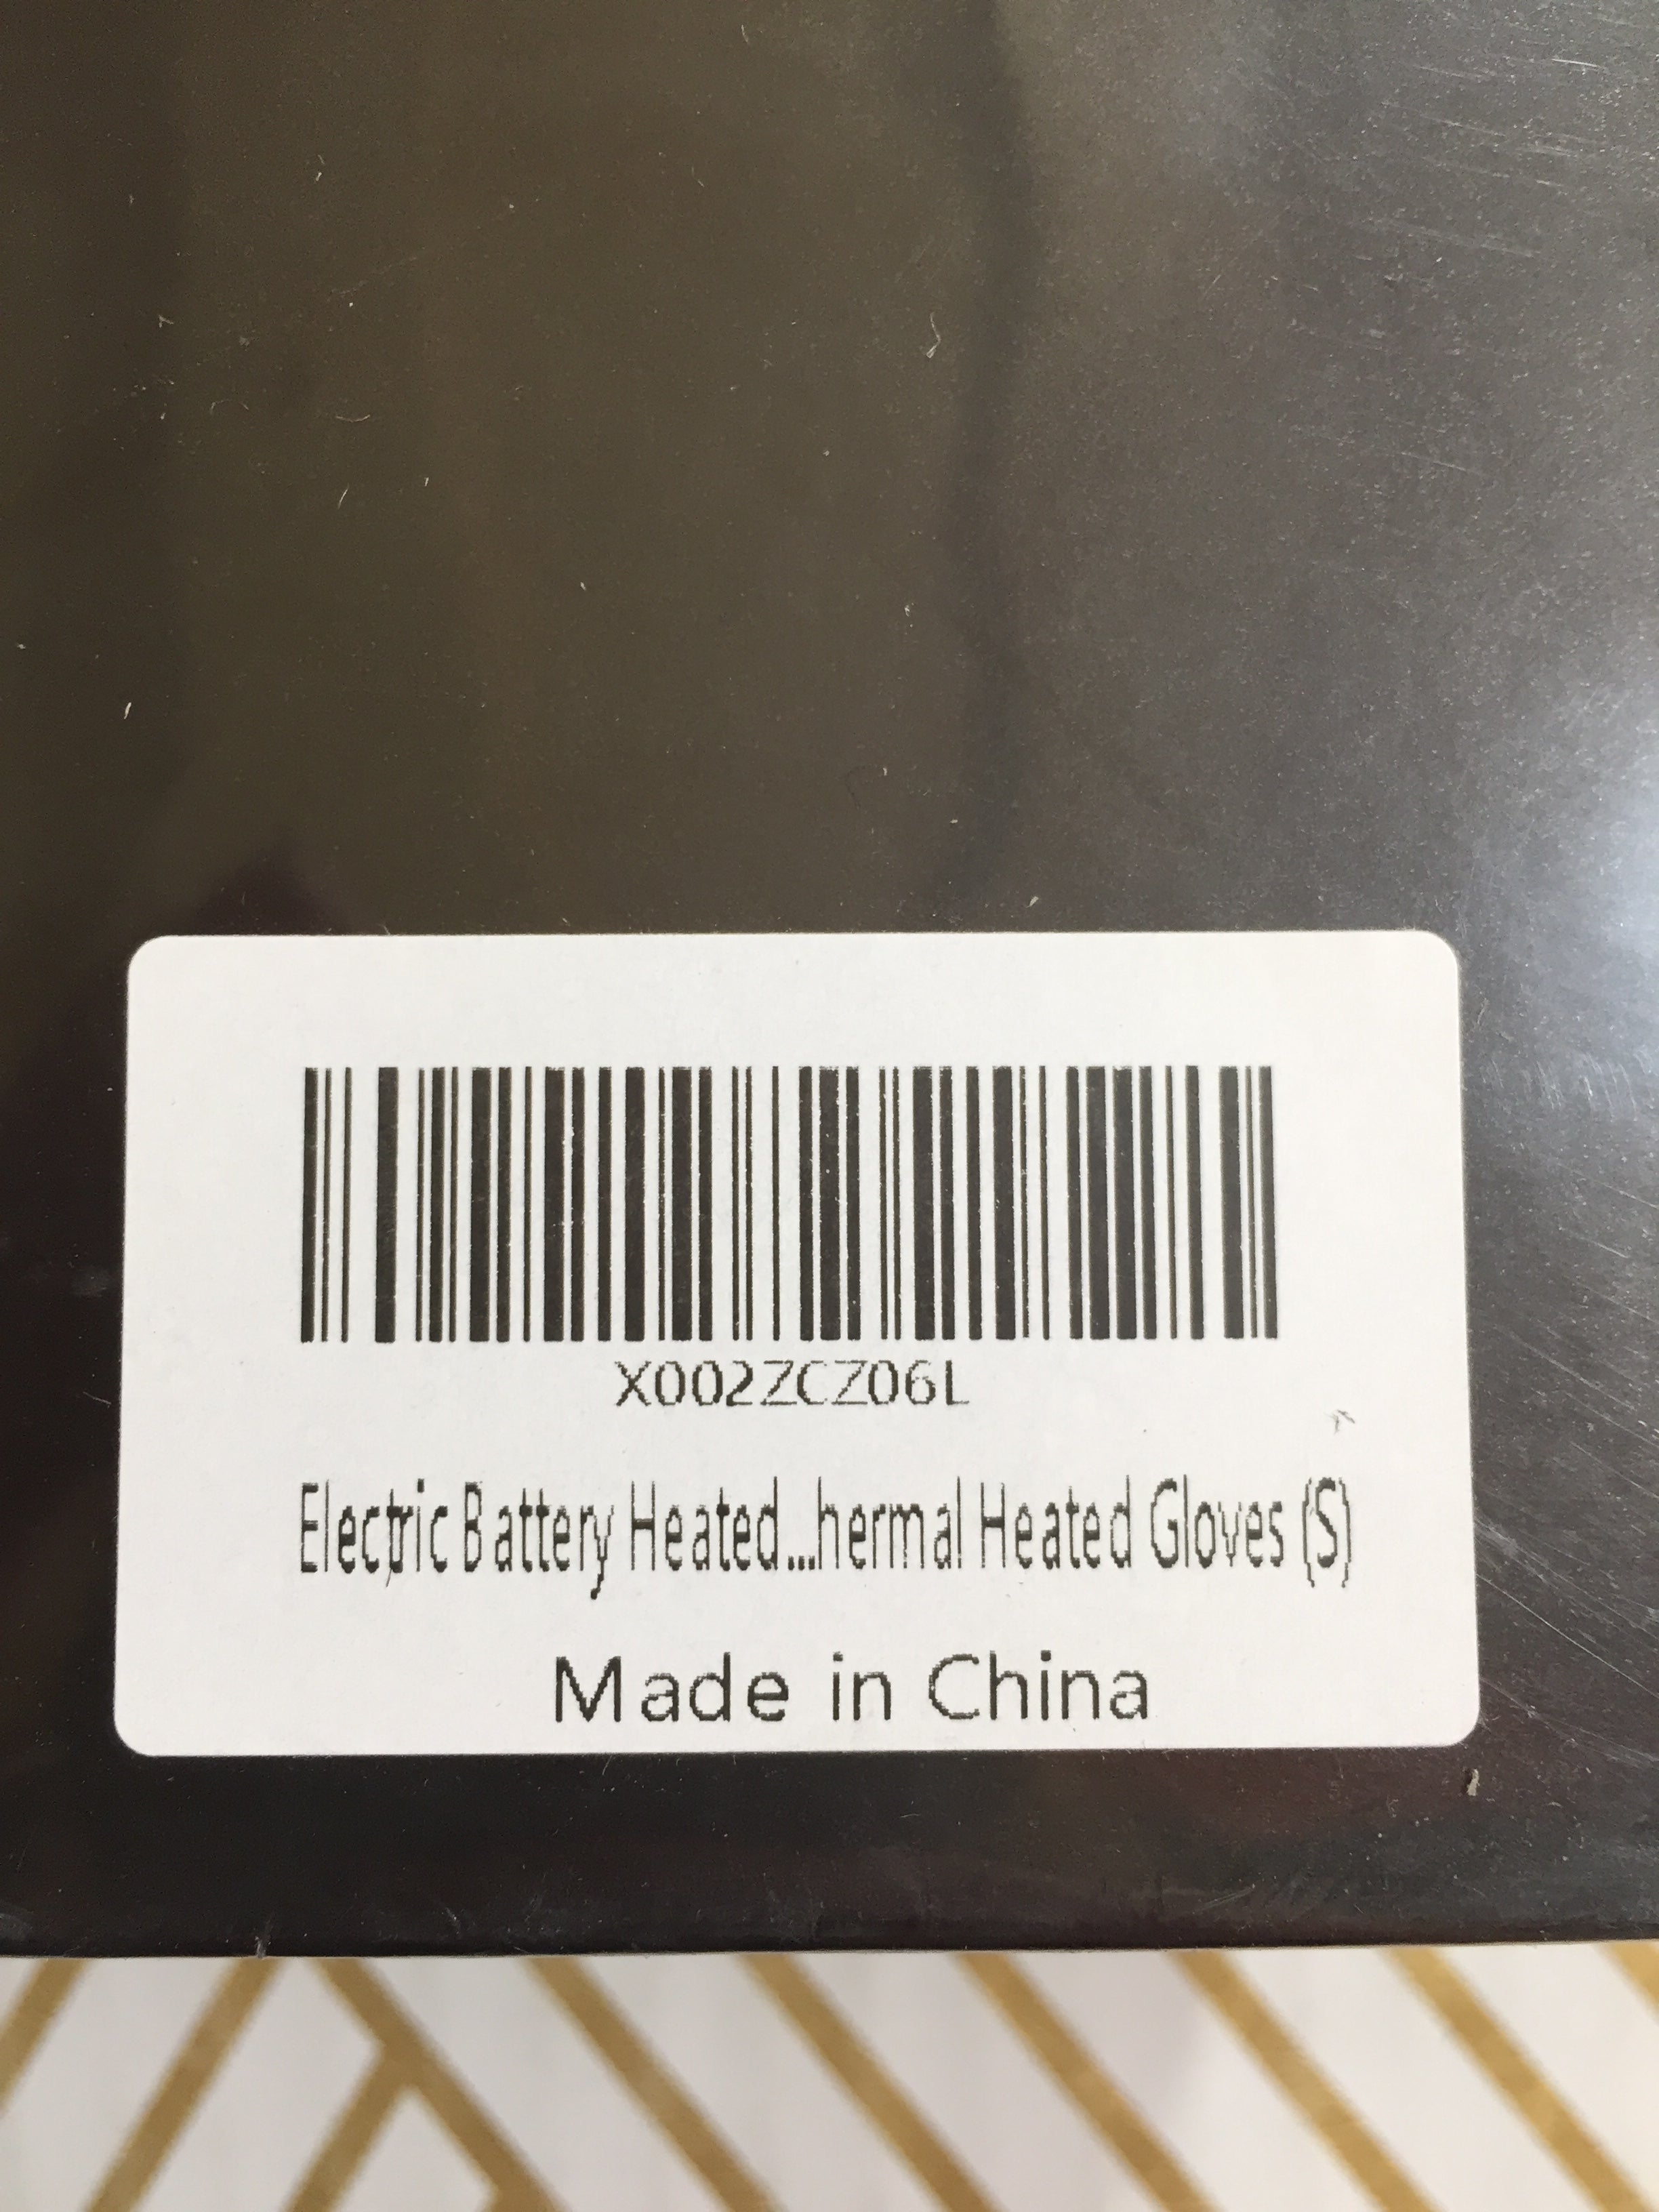 X002ZCZ06L
Electric Battery Heated...hermal Heated Gloves (S)
Made in China